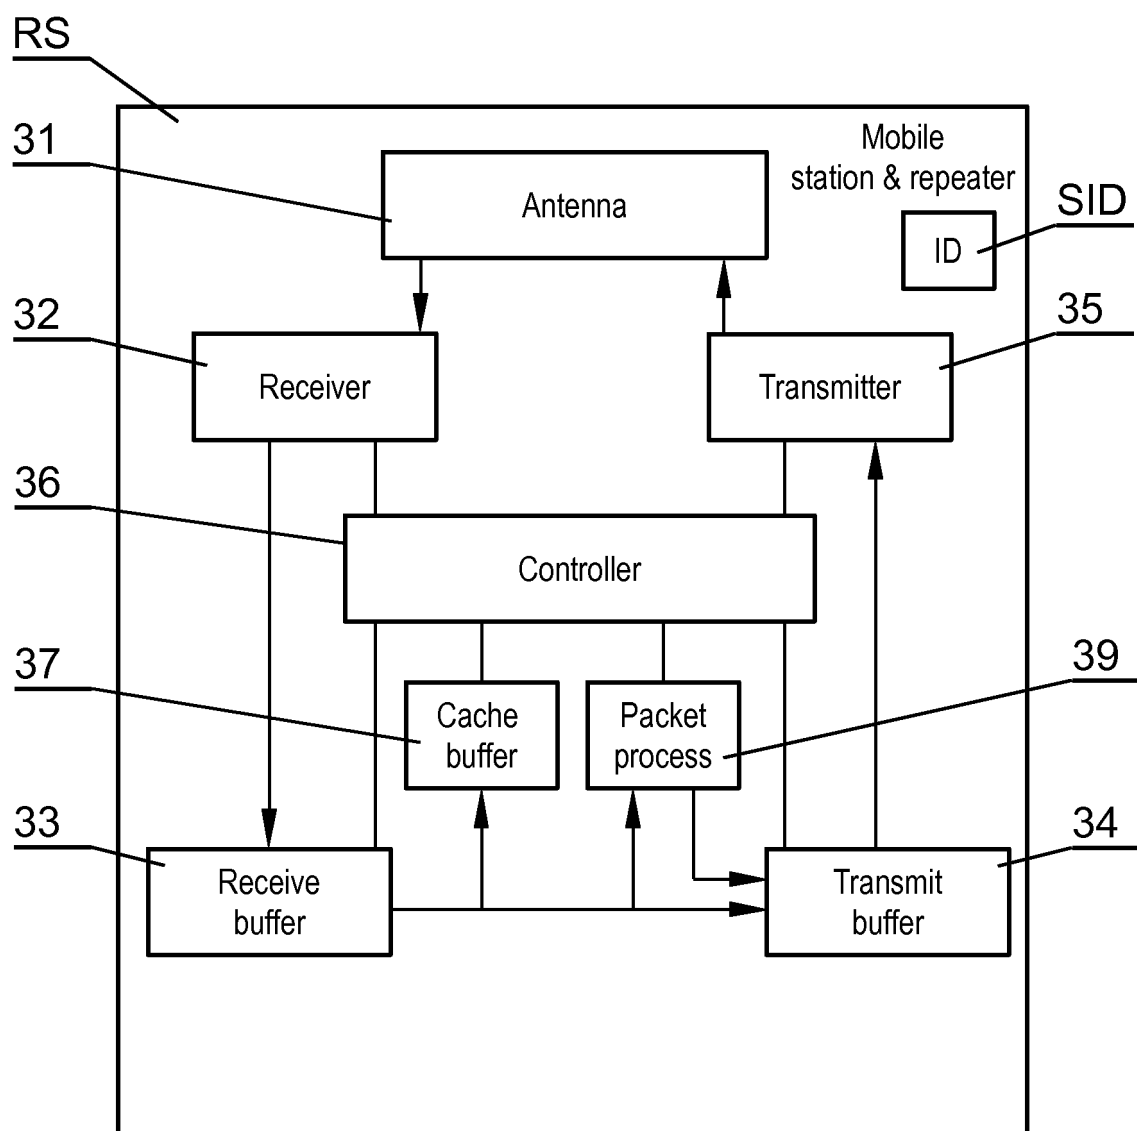 RS
31
Mobile
station & repeater
Antenna
SID
ID
32
35
Receiver
Transmitter
36
Controller
37
39
Cache
buffer
Packet
process
33
34
Receive
buffer
Transmit
buffer